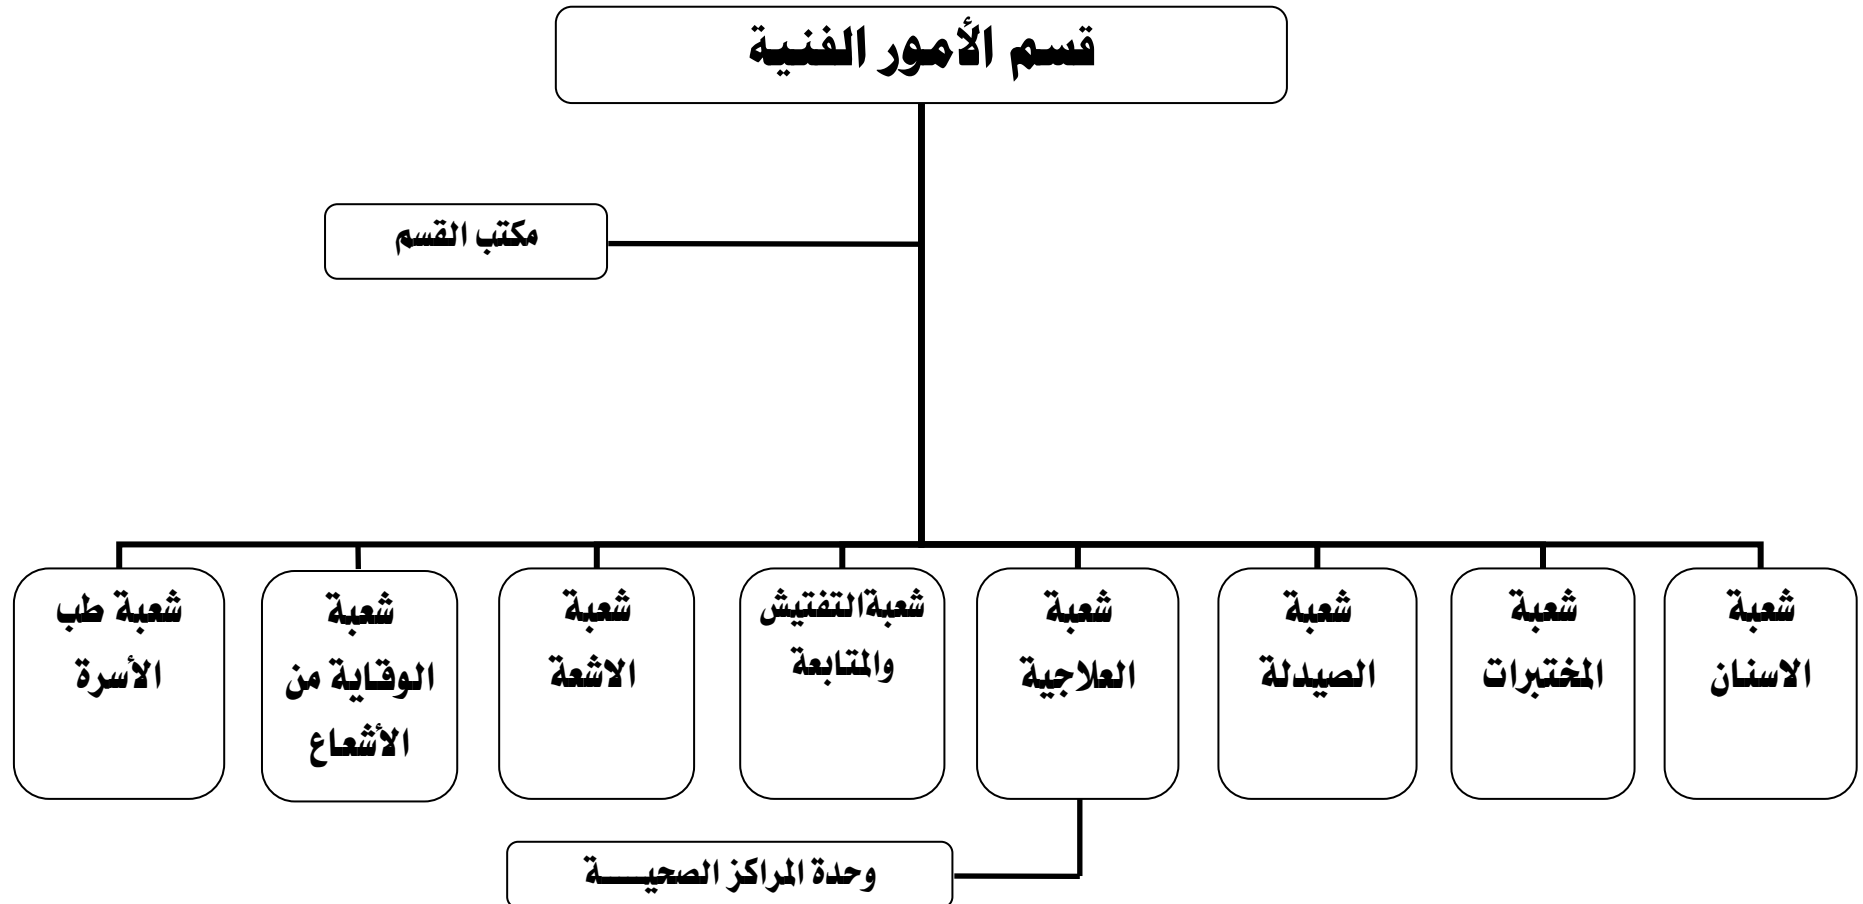 قسم الأمور الفنية
مكتب القسم
شعبة
الاسنان
شعبة
المختبرات
شعبة
الصيدلة
شعبة
العلاجية
شعبةالتفتيش
والمتابعة
شعبة
الاشعة
شعبة
الوقاية من
الأشعاع
شعبة طب
الأسرة
وحدة المراكز الصحيـــــة